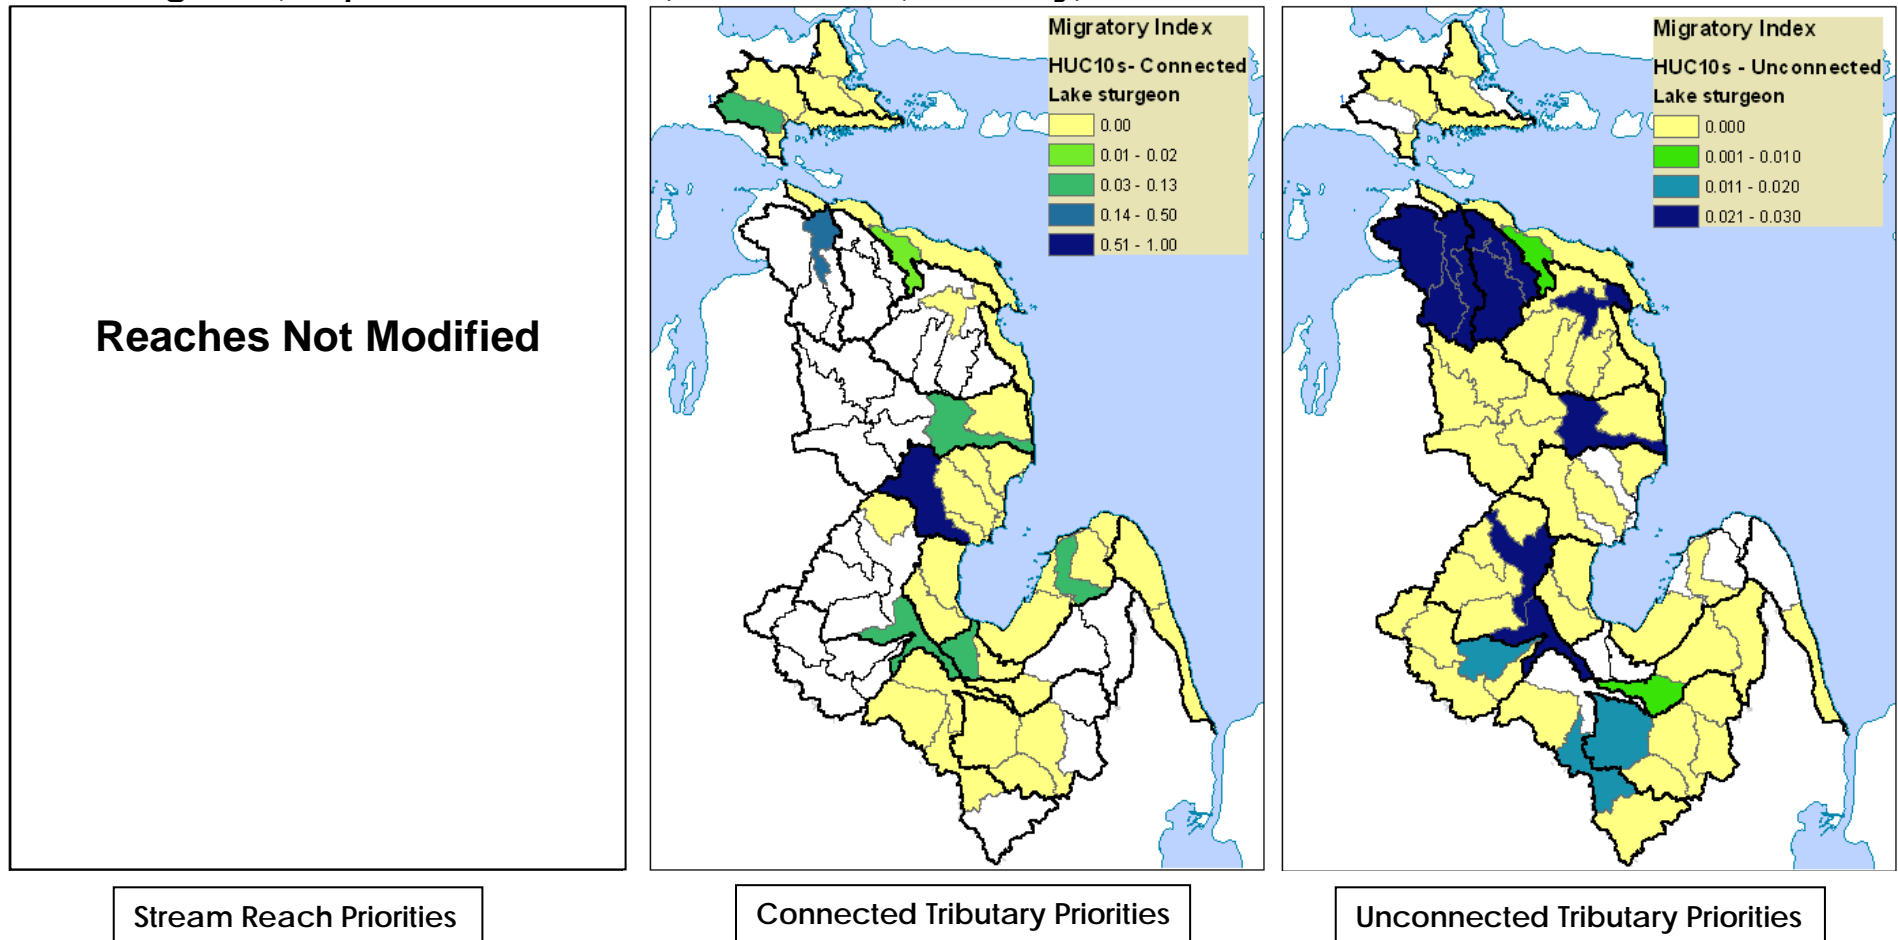 Reaches Not Modified
Stream Reach Priorities
Migratory Index
HUC10s- Connected
Lake sturgeon
0.00
0.01 - 0.02
0.03 - 0.13
0.14 - 0.50
0.51 - 1.00
Connected Tributary Priorities
Migratory Index
HUC10s - Unconnected
Lake sturgeon
0.000
0.001 - 0.010
0.011 - 0.020
0.021 - 0.030
Unconnected Tributary Priorities